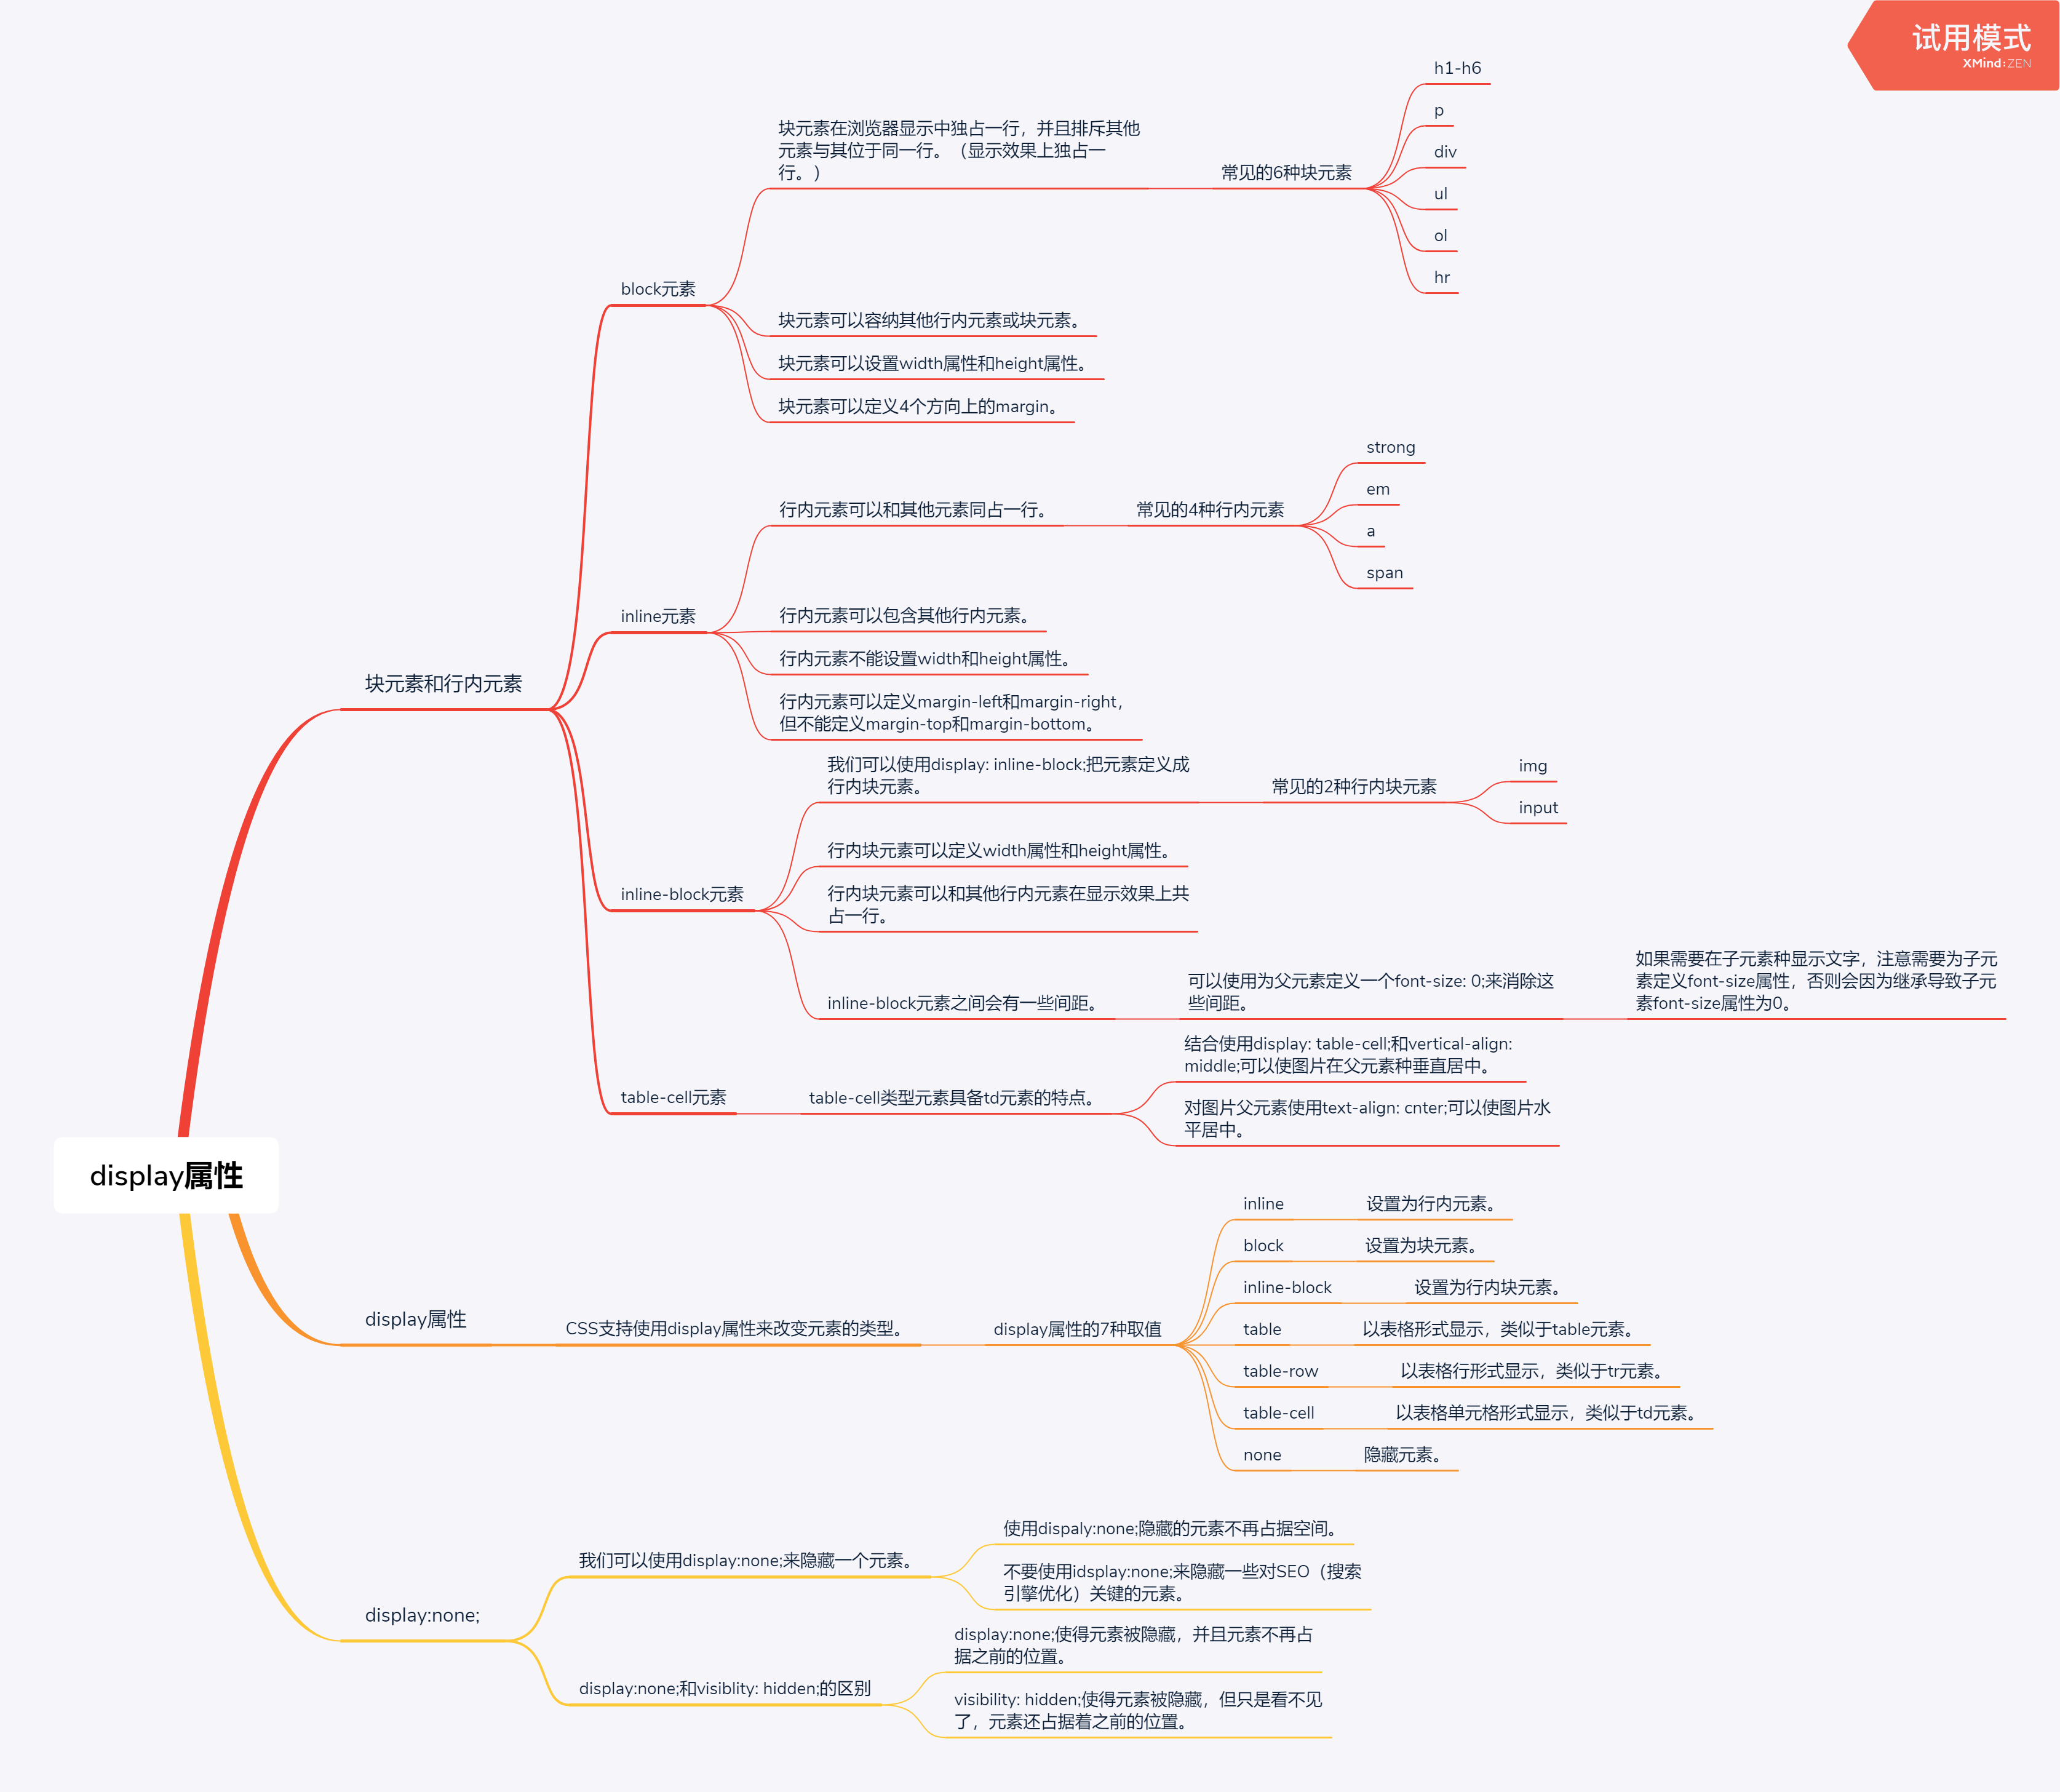 试用模式
XMind:ZEN
display属性
块元素和行内元素
block元素
块元素在浏览器显示中独占一行，并且排斥其他
元素与其位于同一行。（显示效果上独占一
行。）
常见的6种块元素
h1-h6
p
div
ul
ol
hr
块元素可以容纳其他行内元素或块元素。
块元素可以设置width属性和height属性。
块元素可以定义4个方向上的margin。
inline元素
行内元素可以和其他元素同占一行。
常见的4种行内元素
strong
em
a
span
行内元素可以包含其他行内元素。
行内元素不能设置width和height属性。
行内元素可以定义margin-left和margin-right，
但不能定义margin-top和margin-bottom。
inline-block元素
我们可以使用display: inline-block;把元素定义成
行内块元素。
常见的2种行内块元素
img
input
行内块元素可以定义width属性和height属性。
行内块元素可以和其他行内元素在显示效果上共
占一行。
inline-block元素之间会有一些间距。
可以使用为父元素定义一个font-size: 0;来消除这
些间距。
如果需要在子元素种显示文字，注意需要为子元
素定义font-size属性，否则会因为继承导致子元
素font-size属性为0。
table-cell元素
table-cell类型元素具备td元素的特点。
结合使用display: table-cell;和vertical-align:
middle;可以使图片在父元素种垂直居中。
对图片父元素使用text-align: cnter;可以使图片水
平居中。
display属性
CSS支持使用display属性来改变元素的类型。
display属性的7种取值
inline
设置为行内元素。
block
设置为块元素。
inline-block
设置为行内块元素。
table
以表格形式显示，类似于table元素。
table-row
以表格行形式显示，类似于tr元素。
table-cell
以表格单元格形式显示，类似于td元素。
none
隐藏元素。
display:none;
我们可以使用display:none;来隐藏一个元素。
使用dispaly:none;隐藏的元素不再占据空间。
不要使用idsplay:none;来隐藏一些对SEO（搜索
引擎优化）关键的元素。
display:none;和visiblity: hidden;的区别
display:none;使得元素被隐藏，并且元素不再占
据之前的位置。
visibility: hidden;使得元素被隐藏，但只是看不见
了，元素还占据着之前的位置。